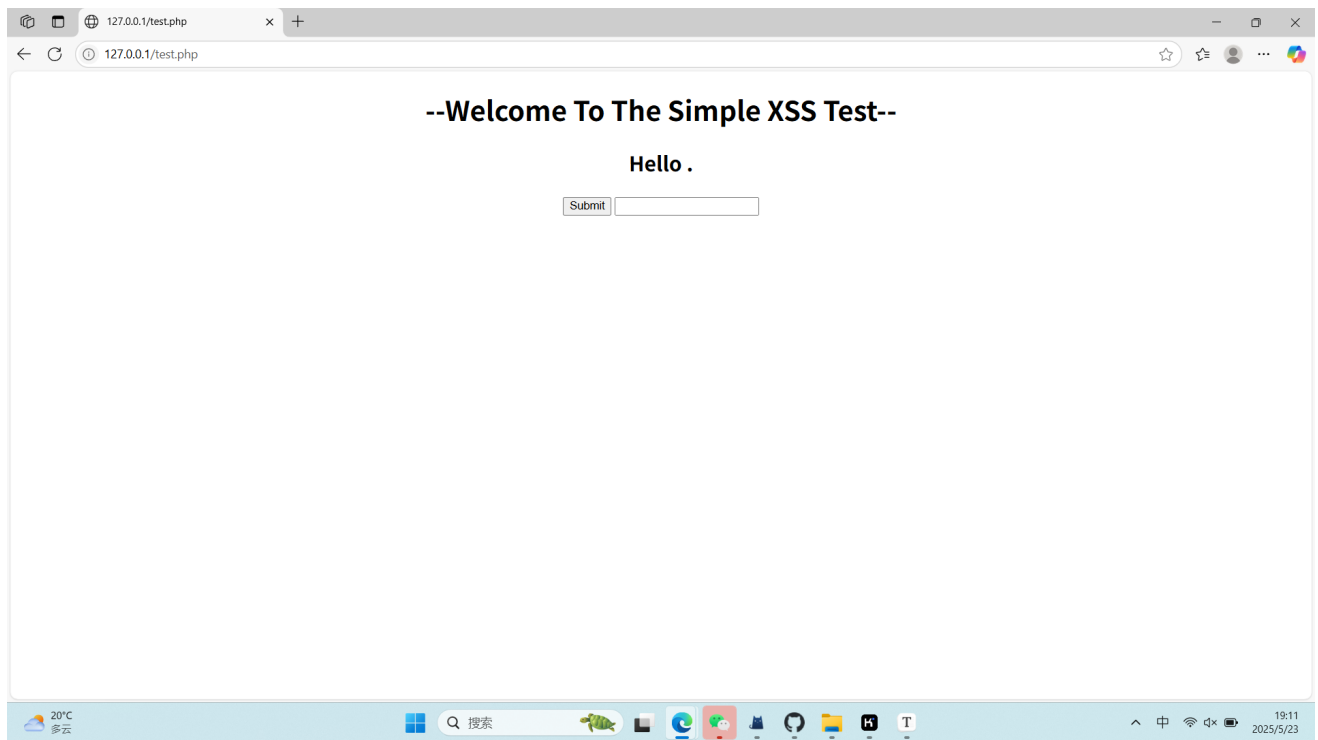 127.0.0.1/test.php
127.0.0.1/test.php
--Welcome To The Simple XSS Test--
Hello .
Submit
20°C
多云
搜索
T
中
19:11
2025/5/23